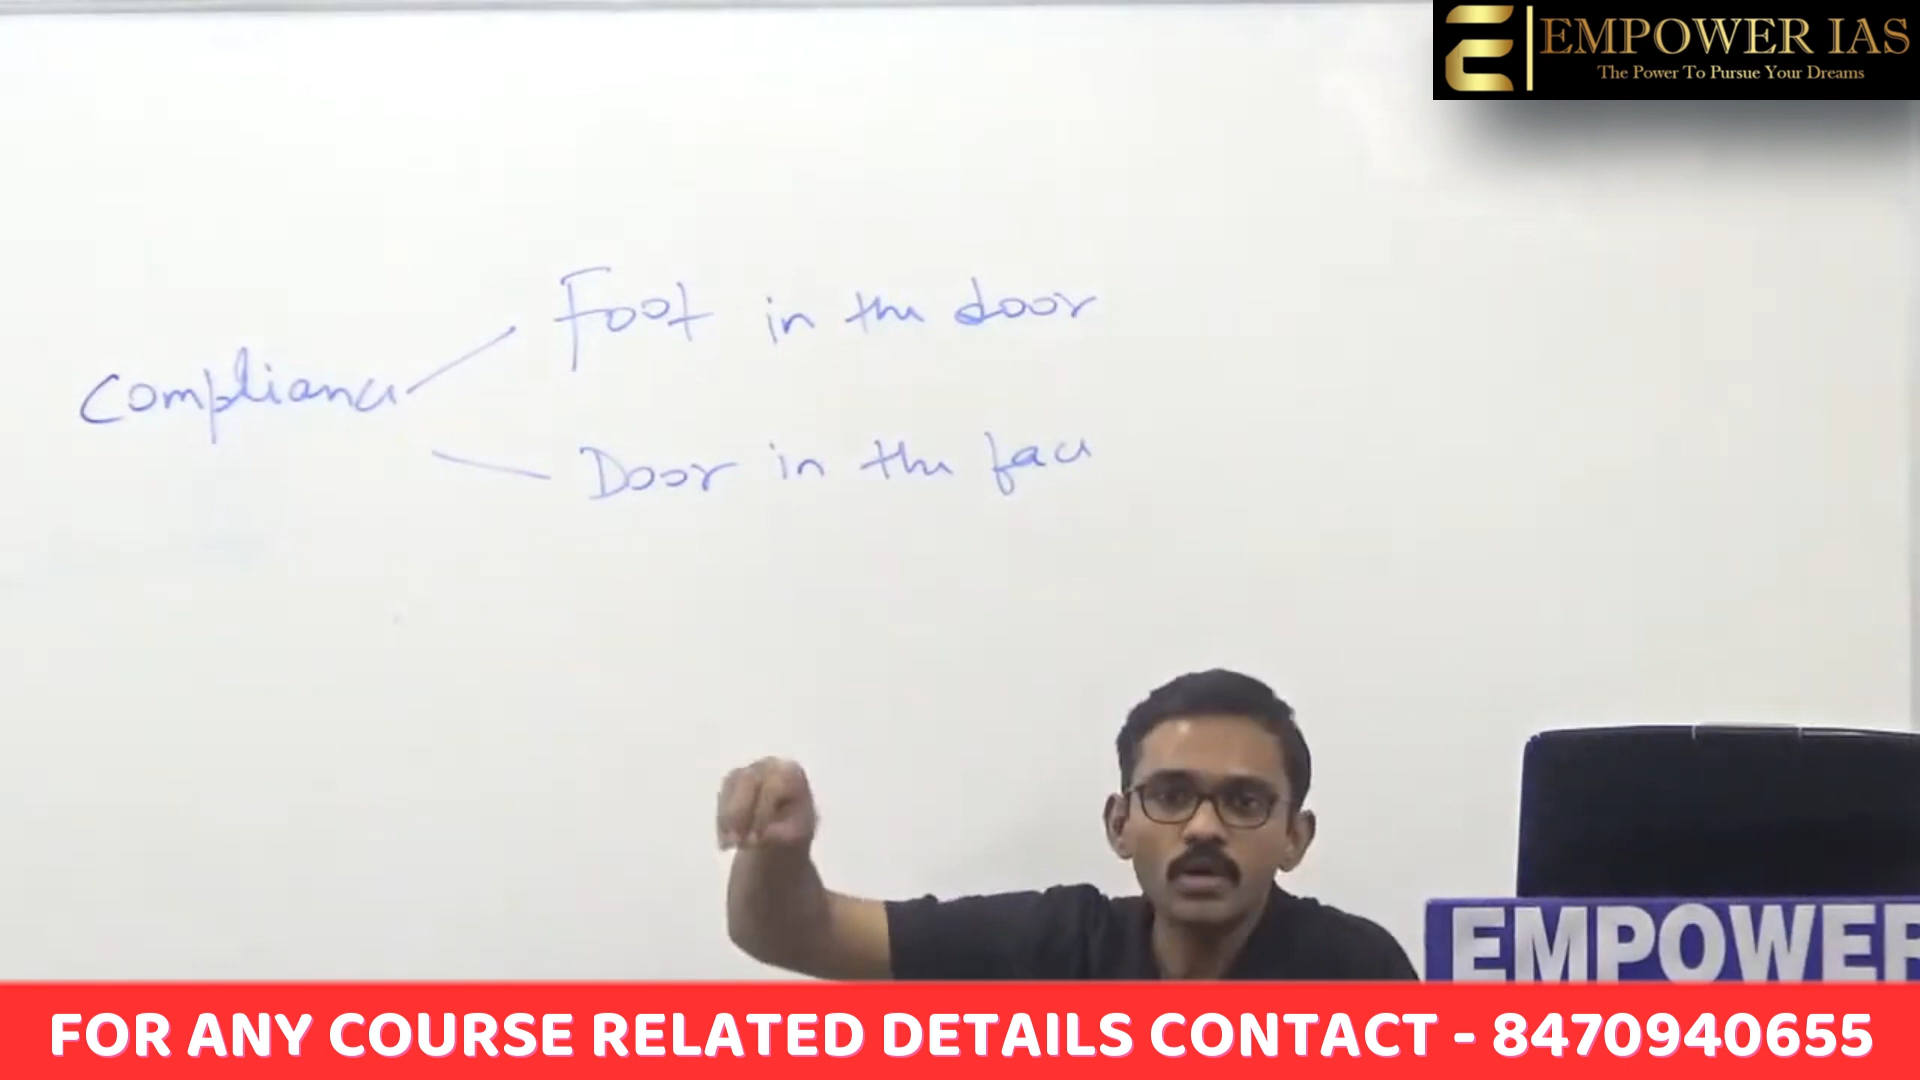 EMPOWER IAS
The Power To Pursue Your Dreams
Foot in the door
Compliance
Door in the face
EMPOWER
FOR ANY COURSE RELATED DETAILS CONTACT - 8470940655